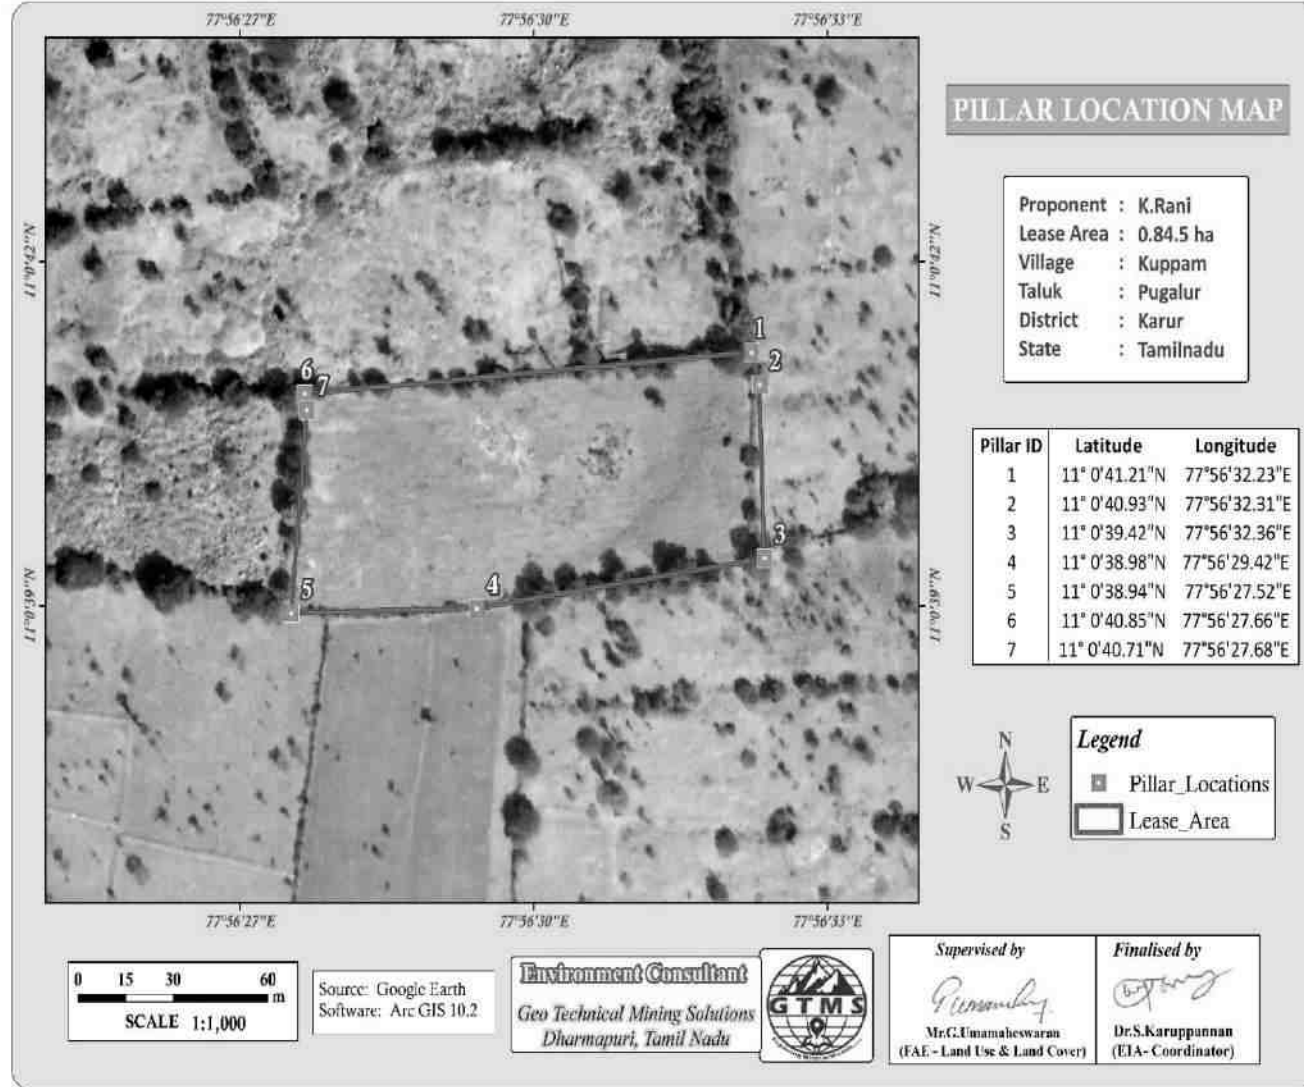 77°56'27"E 77°56'30"E 77°56'33"E
PILLAR LOCATION MAP
11°0'42"N
11°0'42"N
Proponent : K.Rani
Lease Area : 0.84.5 ha
Village : Kuppam
Taluk : Pugalur
District : Karur
State : Tamilnadu
1
2
6
7
3
4
5
Pillar ID Latitude Longitude
1 11° 0'41.21"N 77°56'32.23"E
2 11° 0'40.93"N 77°56'32.31"E
3 11° 0'39.42"N 77°56'32.36"E
4 11° 0'38.98"N 77°56'29.42"E
5 11° 0'38.94"N 77°56'27.52"E
6 11° 0'40.85"N 77°56'27.66"E
7 11° 0'40.71"N 77°56'27.68"E
11°0'39"N
11°0'39"N
N
W E
S
Legend
Pillar_Locations
Lease_Area
77°56'27"E 77°56'30"E 77°56'33"E
0 15 30 60
m
SCALE 1:1,000
Source: Google Earth
Software: Arc GIS 10.2
Environment Consultant
Geo Technical Mining Solutions
Dharmapuri, Tamil Nadu
GTMS
Supervised by
Mr.G.Umamaheswaran
(FAE - Land Use & Land Cover)
Finalised by
Dr.S.Karuppannan
(EIA- Coordinator)